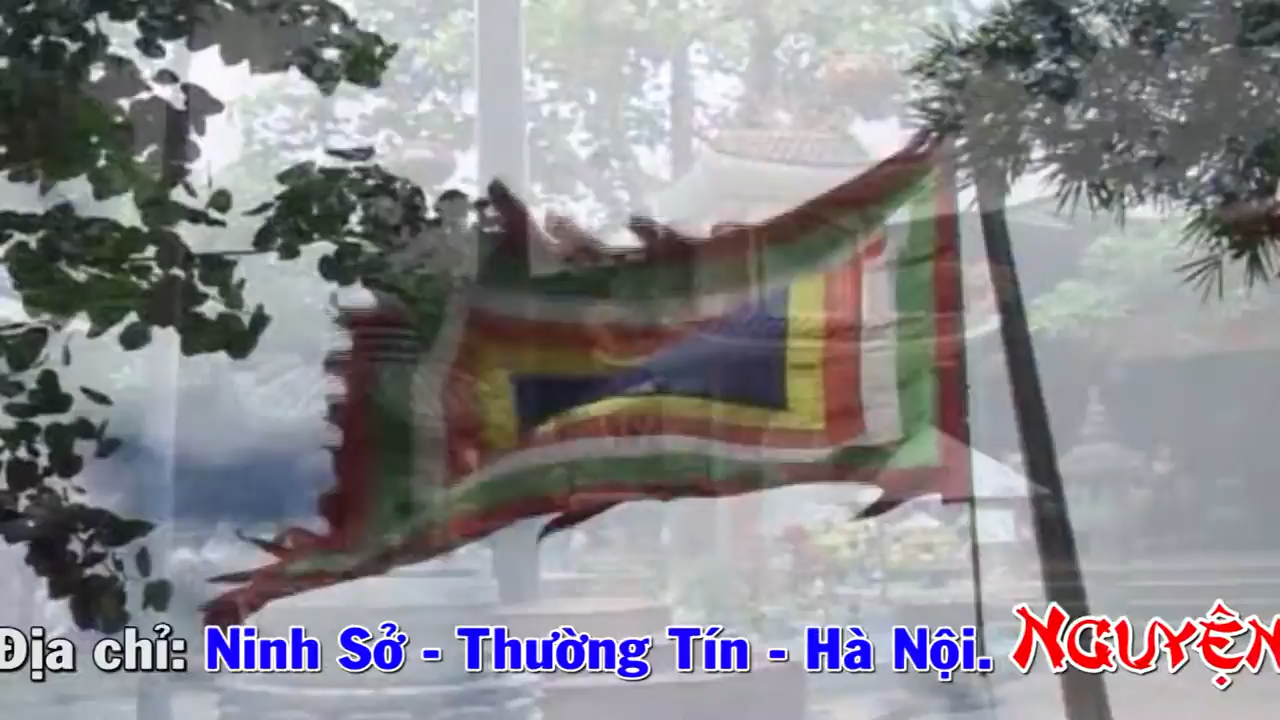 Địa chỉ: Ninh Sở - Thường Tín - Hà Nội. NGUYỆN